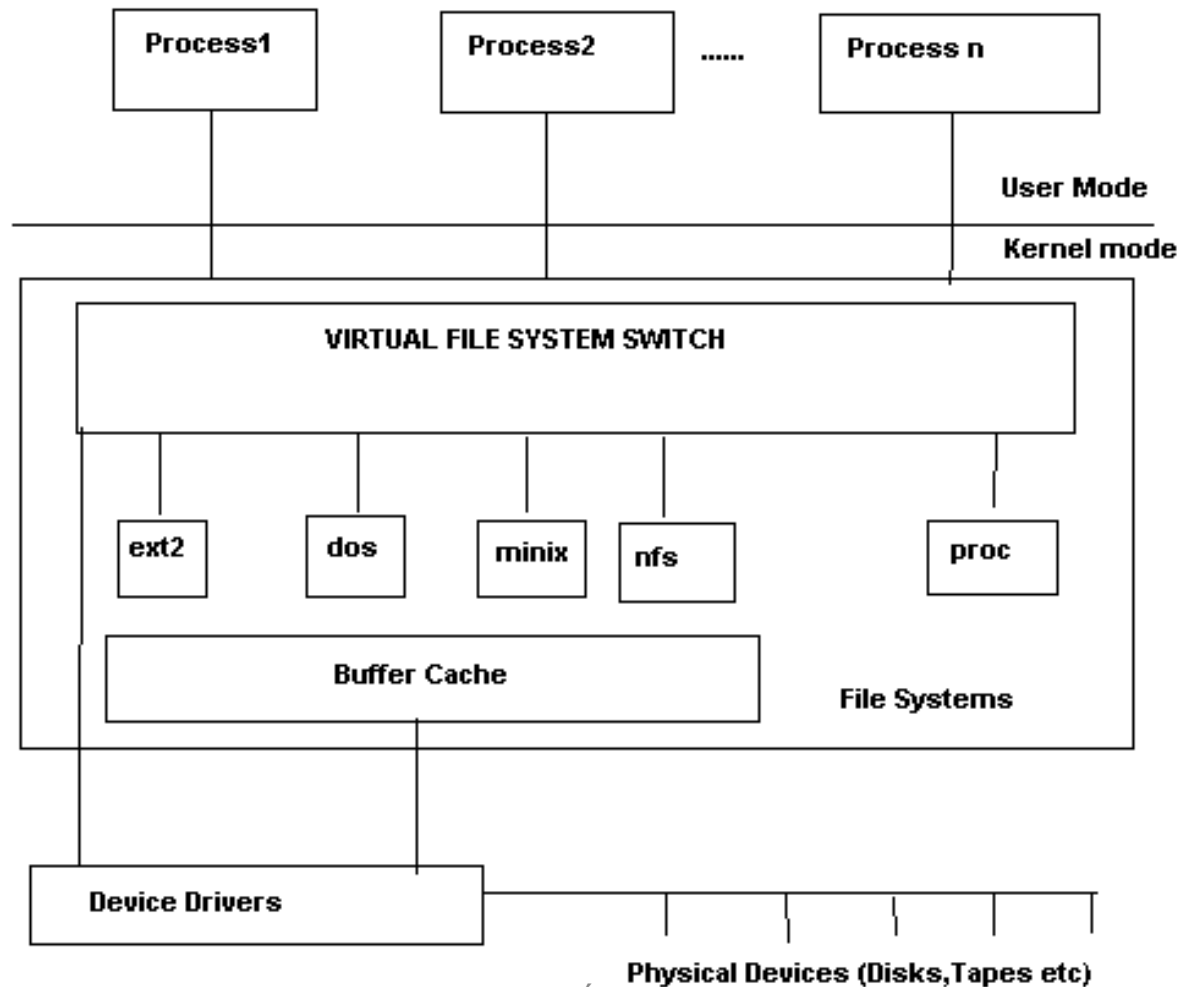 Process1
Process2
......
Process n
User Mode
Kernel mode
VIRTUAL FILE SYSTEM SWITCH
ext2
dos
minix
nfs
proc
Buffer Cache
File Systems
Device Drivers
Physical Devices (Disks,Tapes etc)